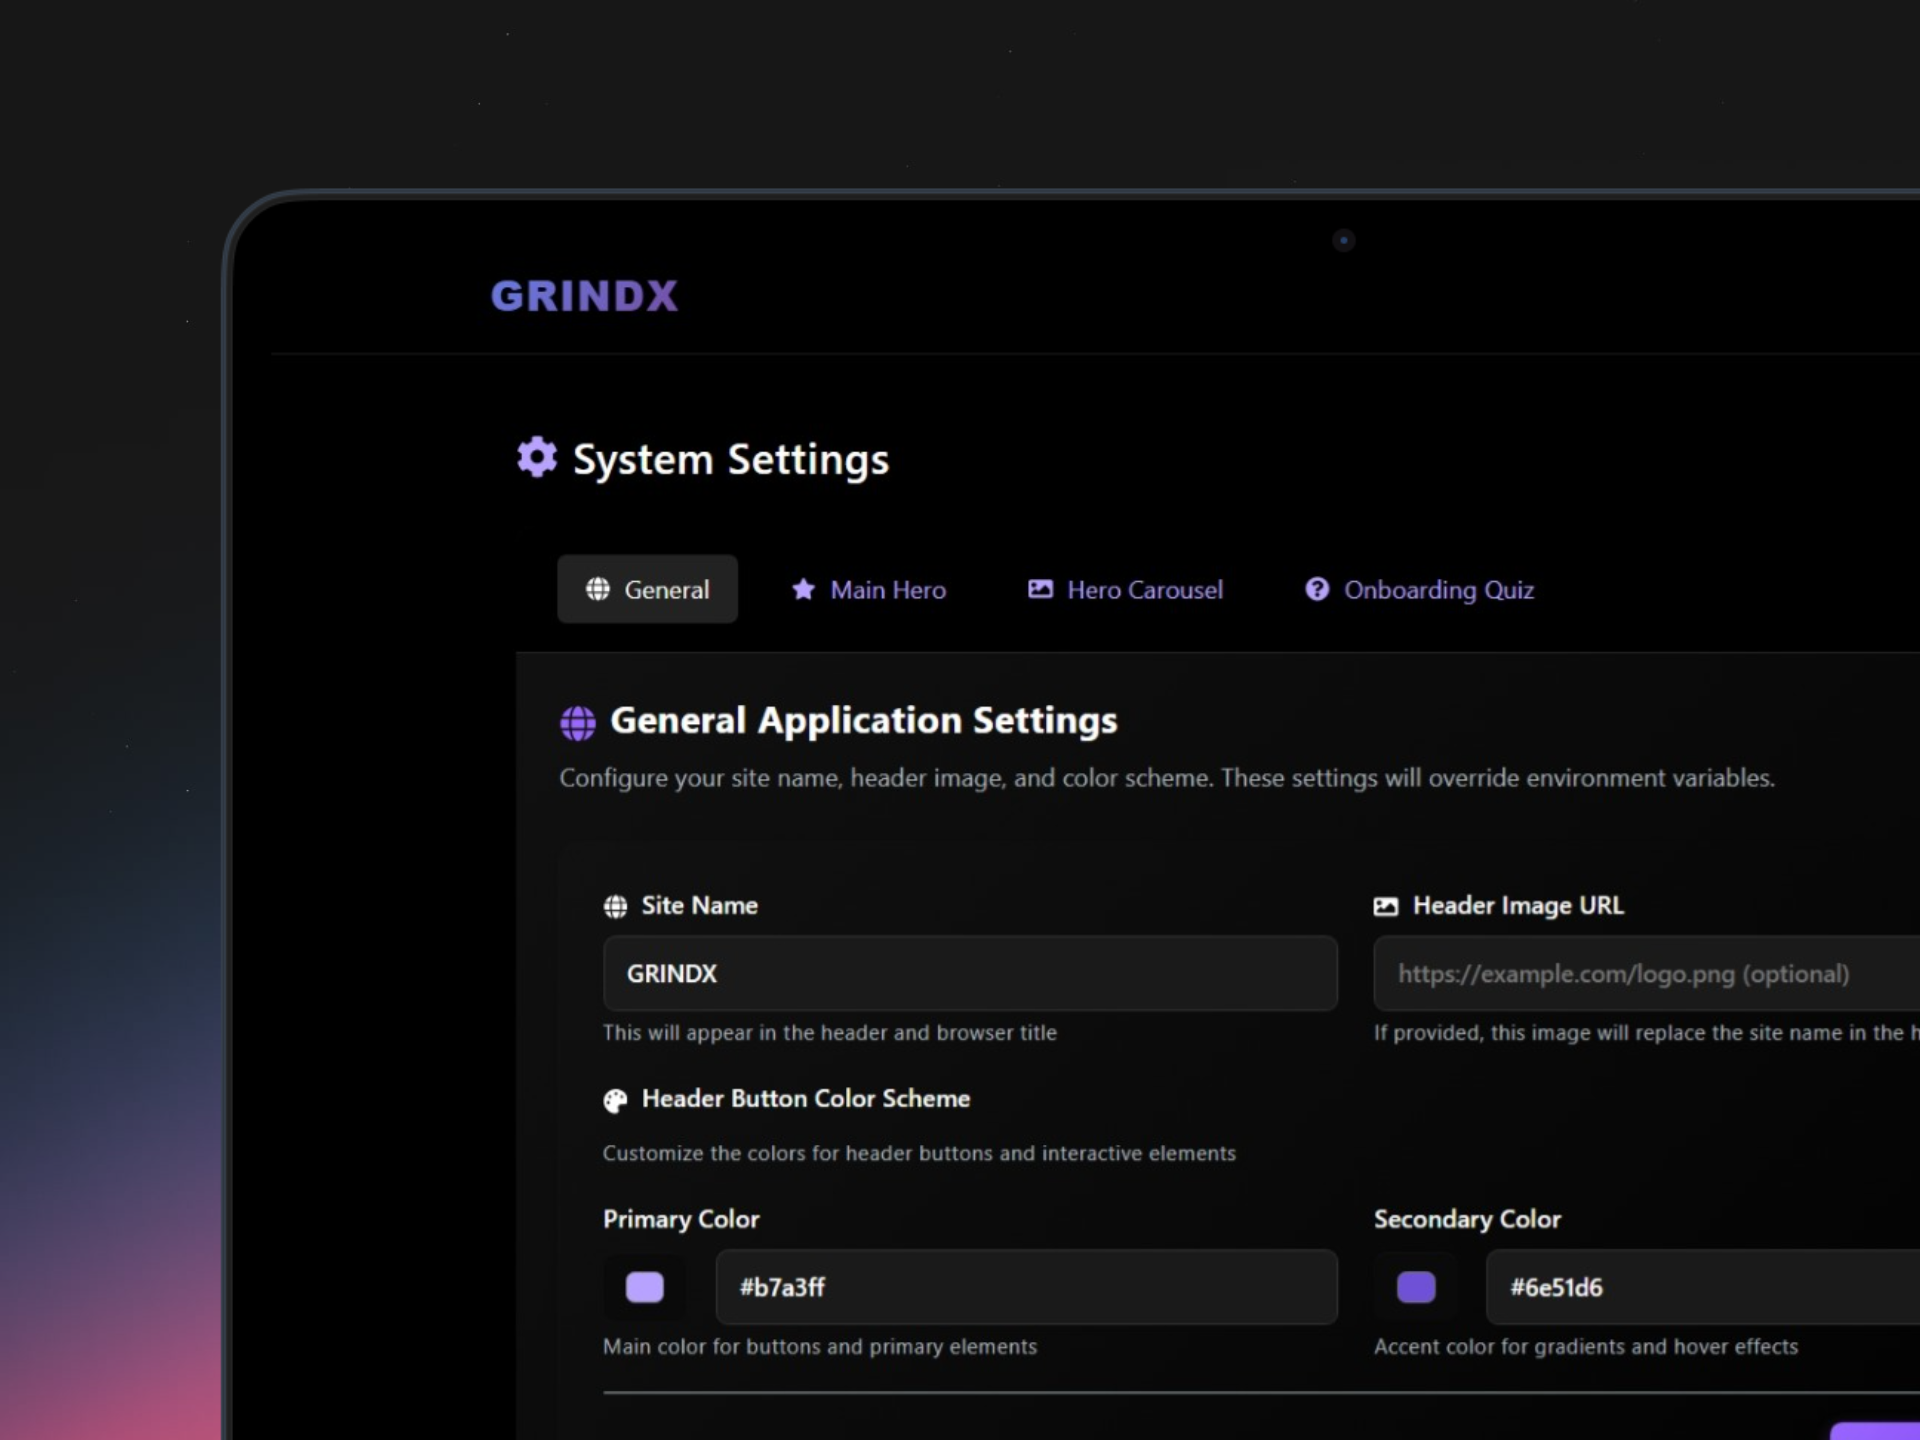 GRINDX
System Settings
General Main Hero Hero Carousel Onboarding Quiz
General Application Settings
Configure your site name, header image, and color scheme. These settings will override environment variables.
Site Name Header Image URL
GRINDX https://example.com/logo.png (optional)
This will appear in the header and browser title If provided, this image will replace the site name in the
Header Button Color Scheme
Customize the colors for header buttons and interactive elements
Primary Color Secondary Color
#b7a3ff #6e51d6
Main color for buttons and primary elements Accent color for gradients and hover effects